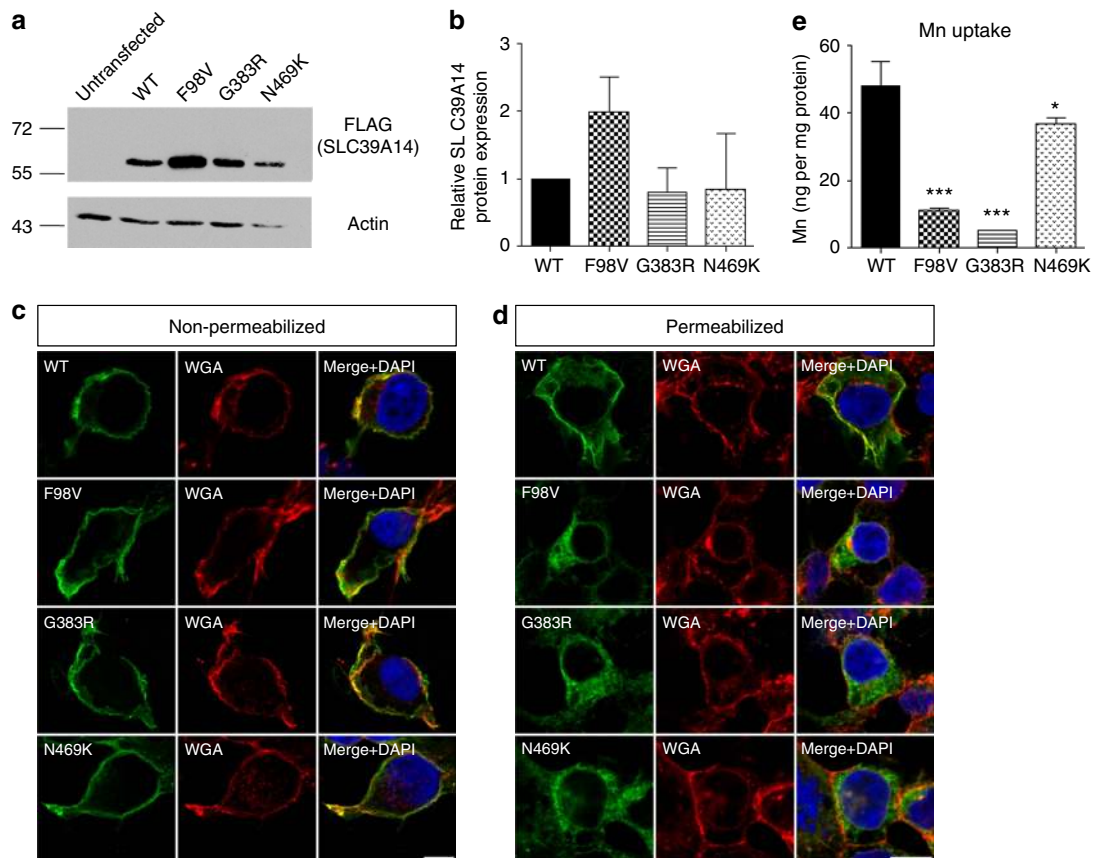 a
Untransfected
WT
F98V
G383R
N469K
72
55
43
FLAG
(SLC39A14)
Actin
b
Relative SL C39A14
protein expression
3
2
1
0
WT
F98V
G383R
N469K
e
Mn uptake
Mn (ng per mg protein)
60
40
20
0
***
***
*
WT
F98V
G383R
N469K
c
Non-permeabilized
WT
WGA
Merge+DAPI
F98V
WGA
Merge+DAPI
G383R
WGA
Merge+DAPI
N469K
WGA
Merge+DAPI
d
Permeabilized
WT
WGA
Merge+DAPI
F98V
WGA
Merge+DAPI
G383R
WGA
Merge+DAPI
N469K
WGA
Merge+DAPI